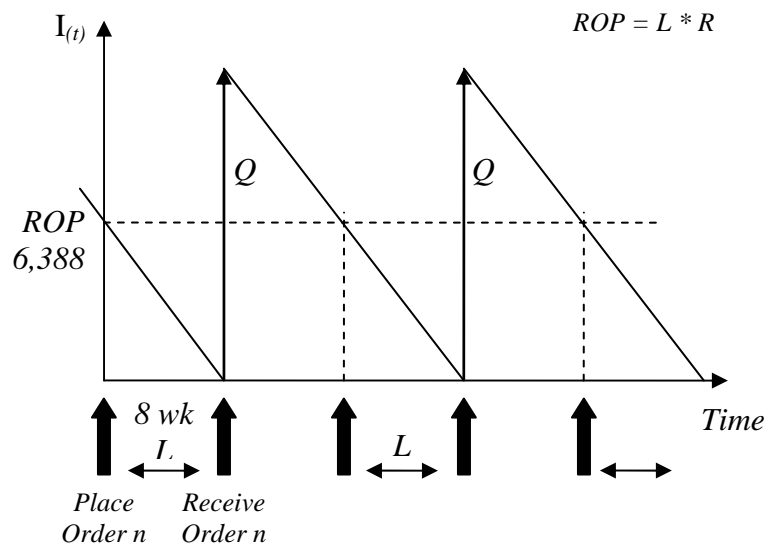 I(t)
ROP = L * R
Q
Q
ROP
6,388
8 wk
L
L
Time
Place
Order n
Receive
Order n